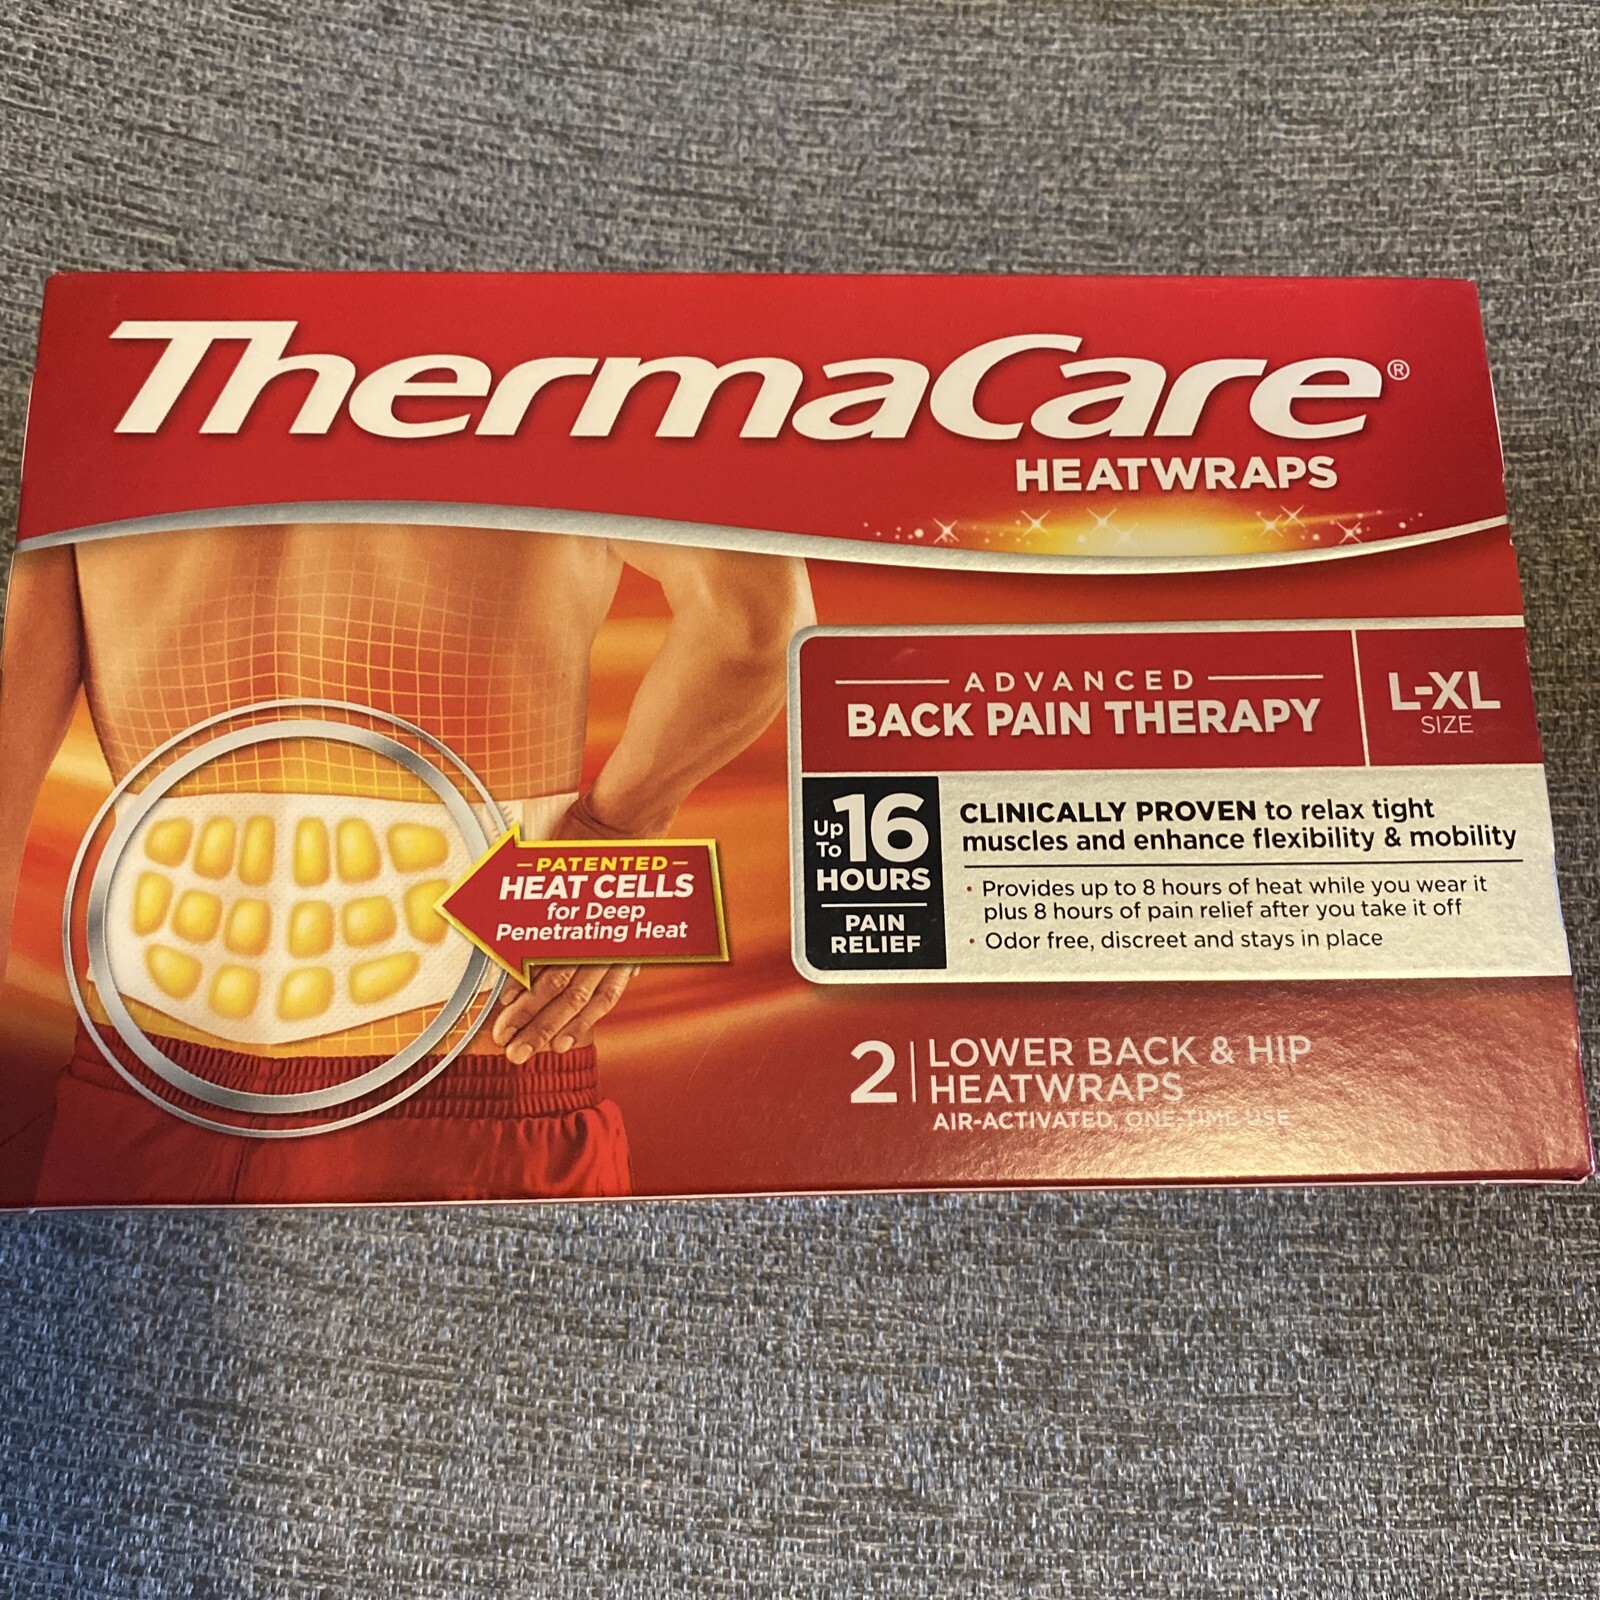 ThermaCare®
HEATWRAPS
ADVANCED
BACK PAIN THERAPY
L-XL
SIZE
Up To 16
HOURS
PAIN
RELIEF
CLINICALLY PROVEN to relax tight
muscles and enhance flexibility & mobility
• Provides up to 8 hours of heat while you wear it
plus 8 hours of pain relief after you take it off
• Odor free, discreet and stays in place
PATENTED
HEAT CELLS
for Deep
Penetrating Heat
2 LOWER BACK & HIP
HEATWRAPS
AIR-ACTIVATED, ONE-TIME USE